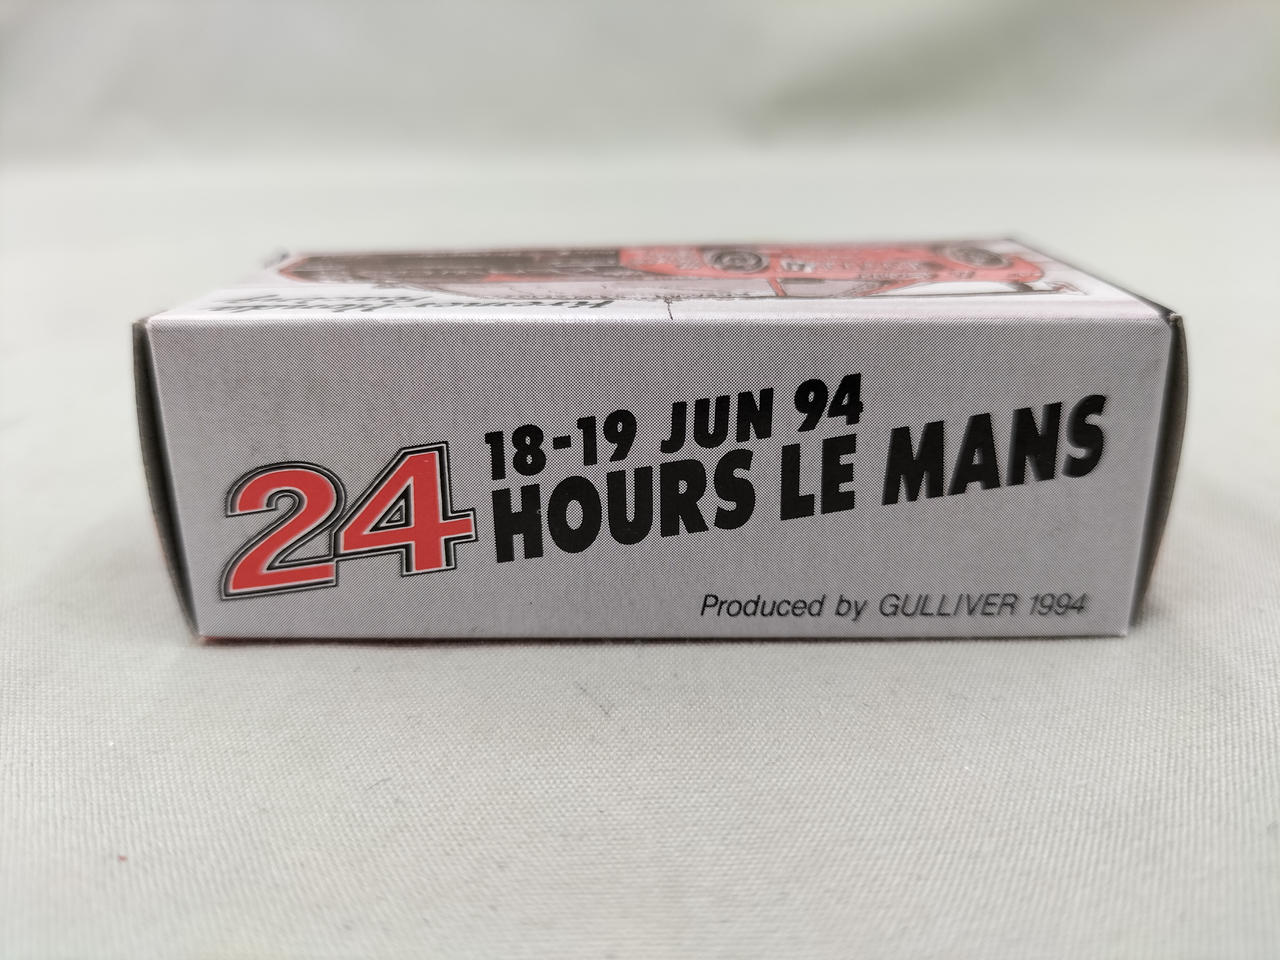 18-19 JUN 94
24 HOURS LE MANS
Produced by GULLIVER 1994